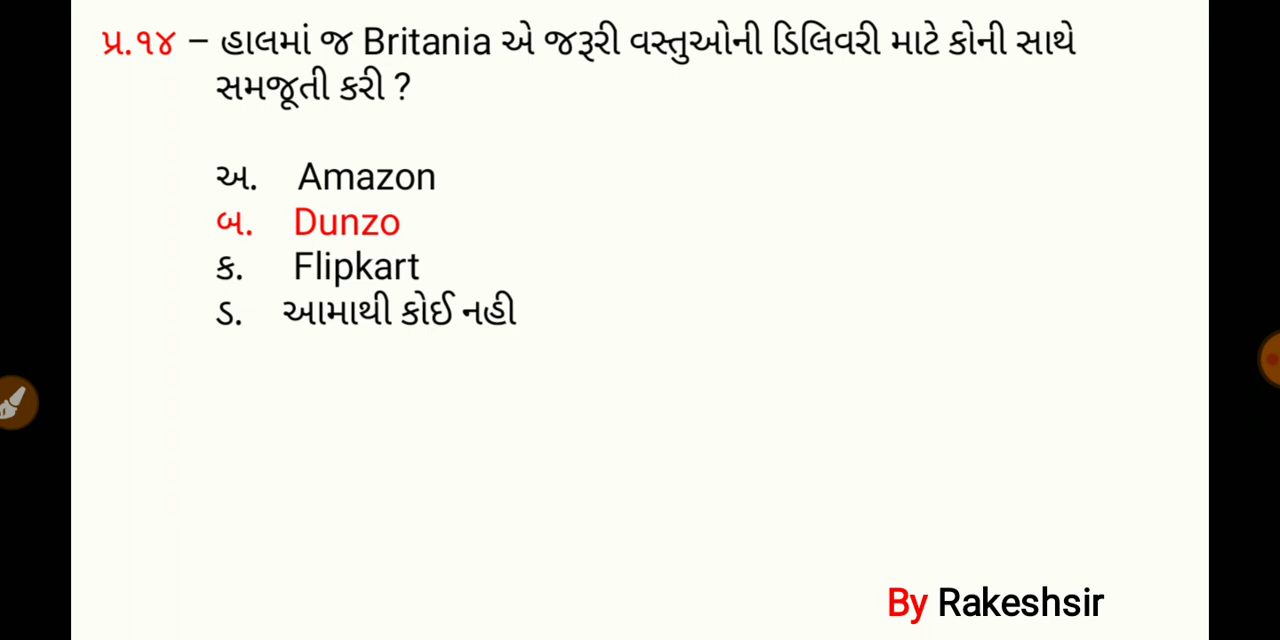 પ્ર.૧૪ – હાલમાં જ Britania એ જરૂરી વસ્તુઓની ડિલિવરી માટે કોની સાથે
સમજૂતી કરી ?
અ. Amazon
બ. Dunzo
ક. Flipkart
ડ. આમાથી કોઈ નહી
By Rakeshsir